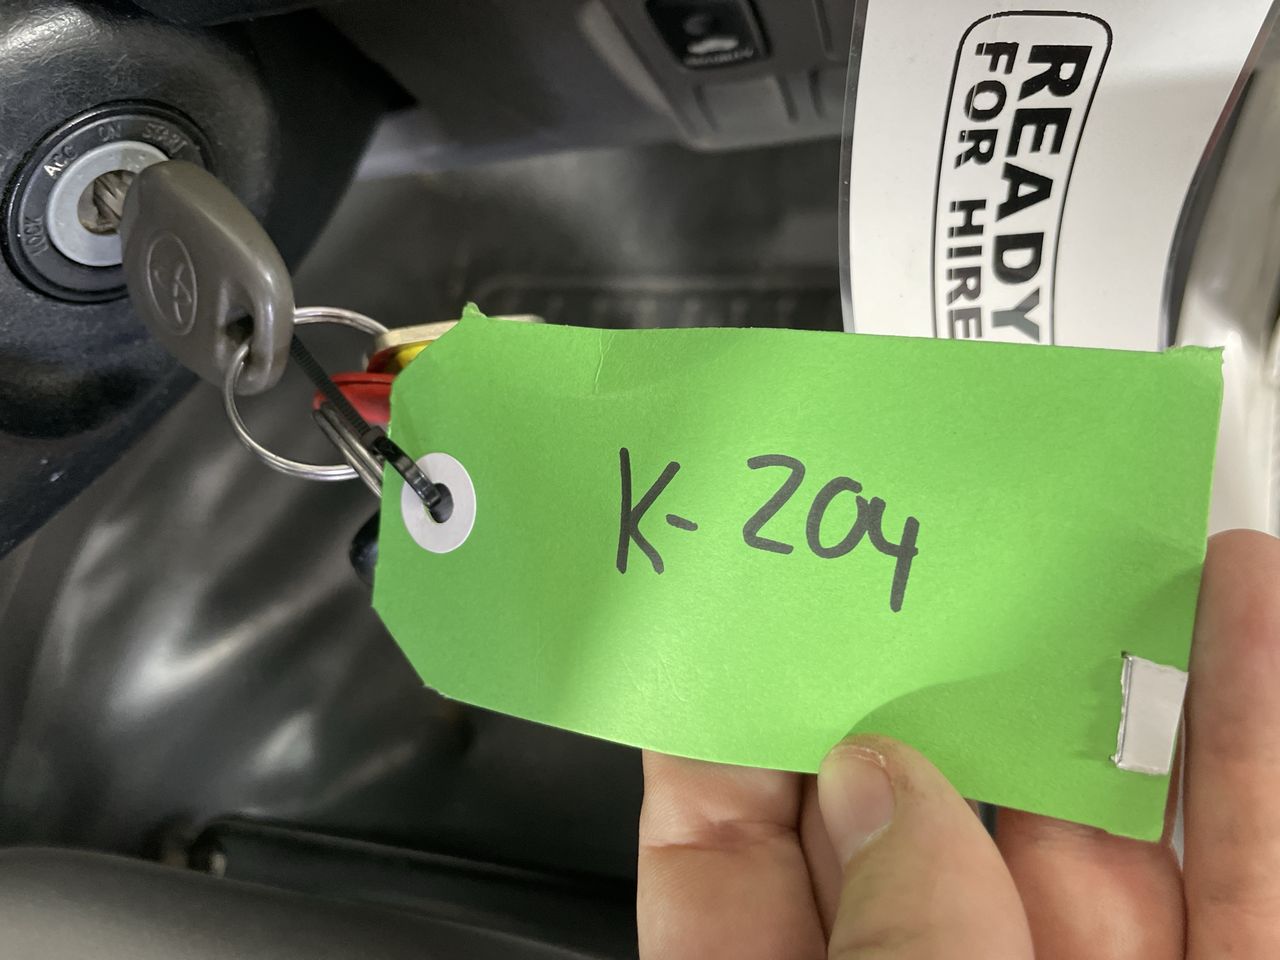 LOCK
ACC
ON
START
READY
FOR HIRE
K-204